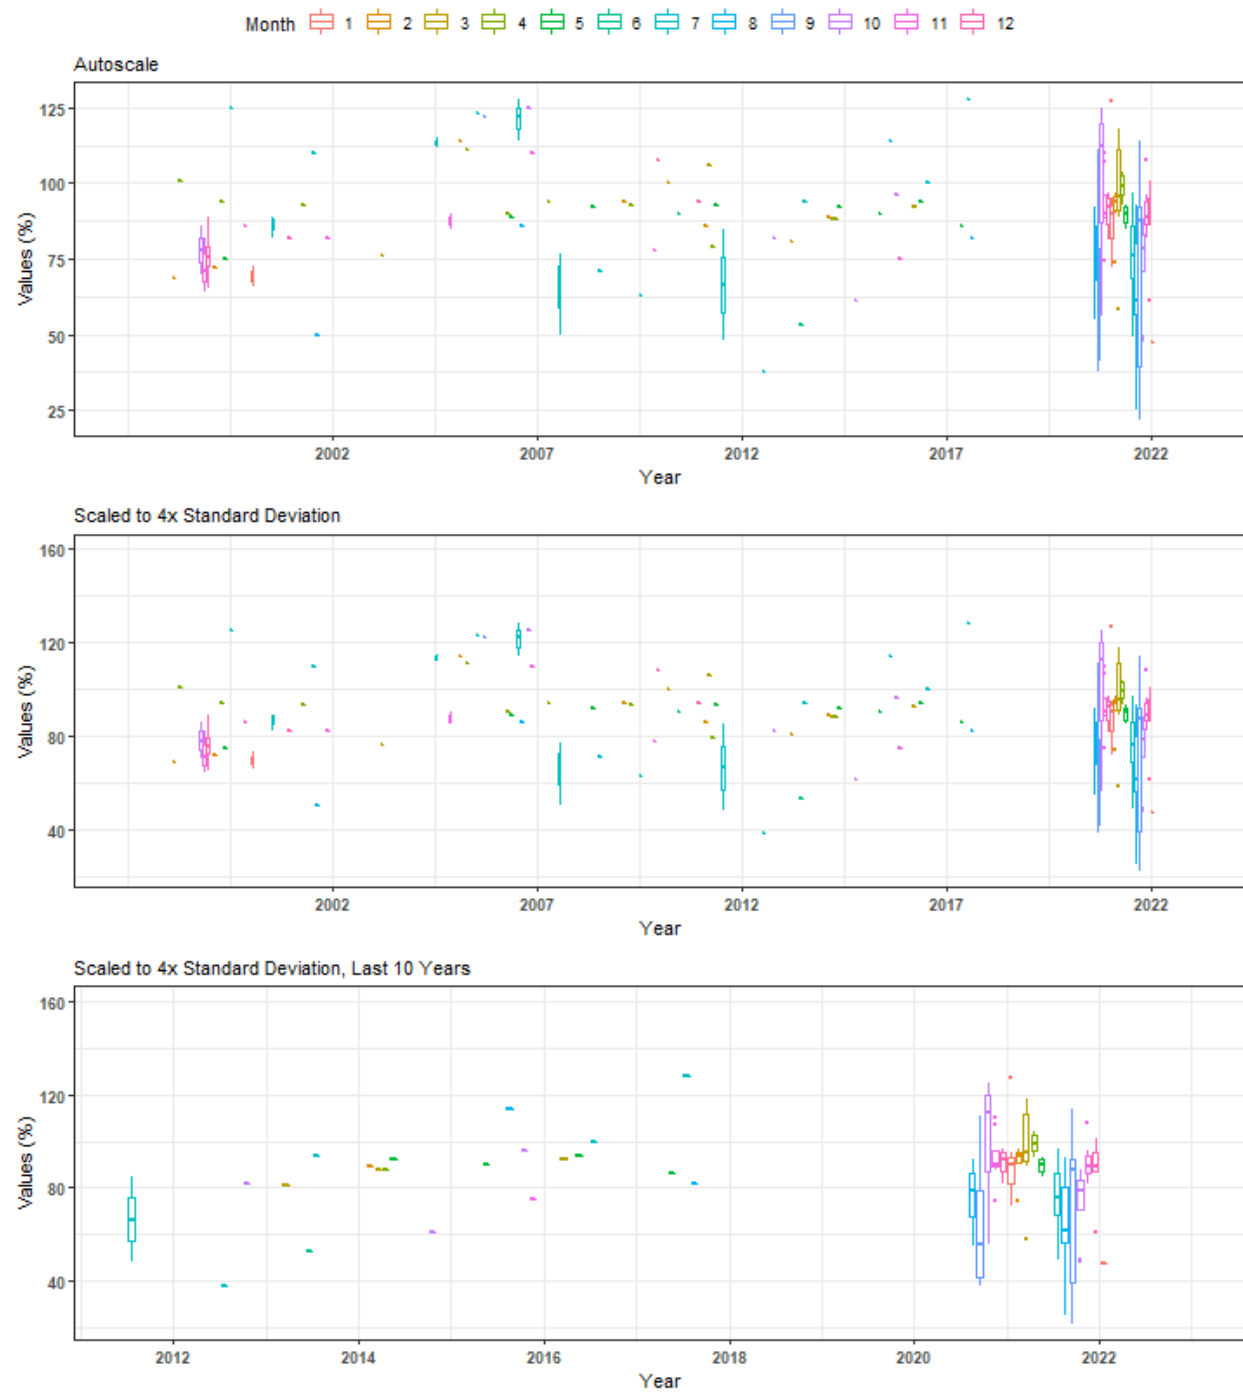 Month 1 2 3 4 5 6 7 8 9 10 11 12
Autoscale
125
100
75
50
25
Values (%)
2002 2007 2012 2017 2022
Year
Scaled to 4x Standard Deviation
160
120
80
40
Values (%)
2002 2007 2012 2017 2022
Year
Scaled to 4x Standard Deviation, Last 10 Years
160
120
80
40
Values (%)
2012 2014 2016 2018 2020 2022
Year